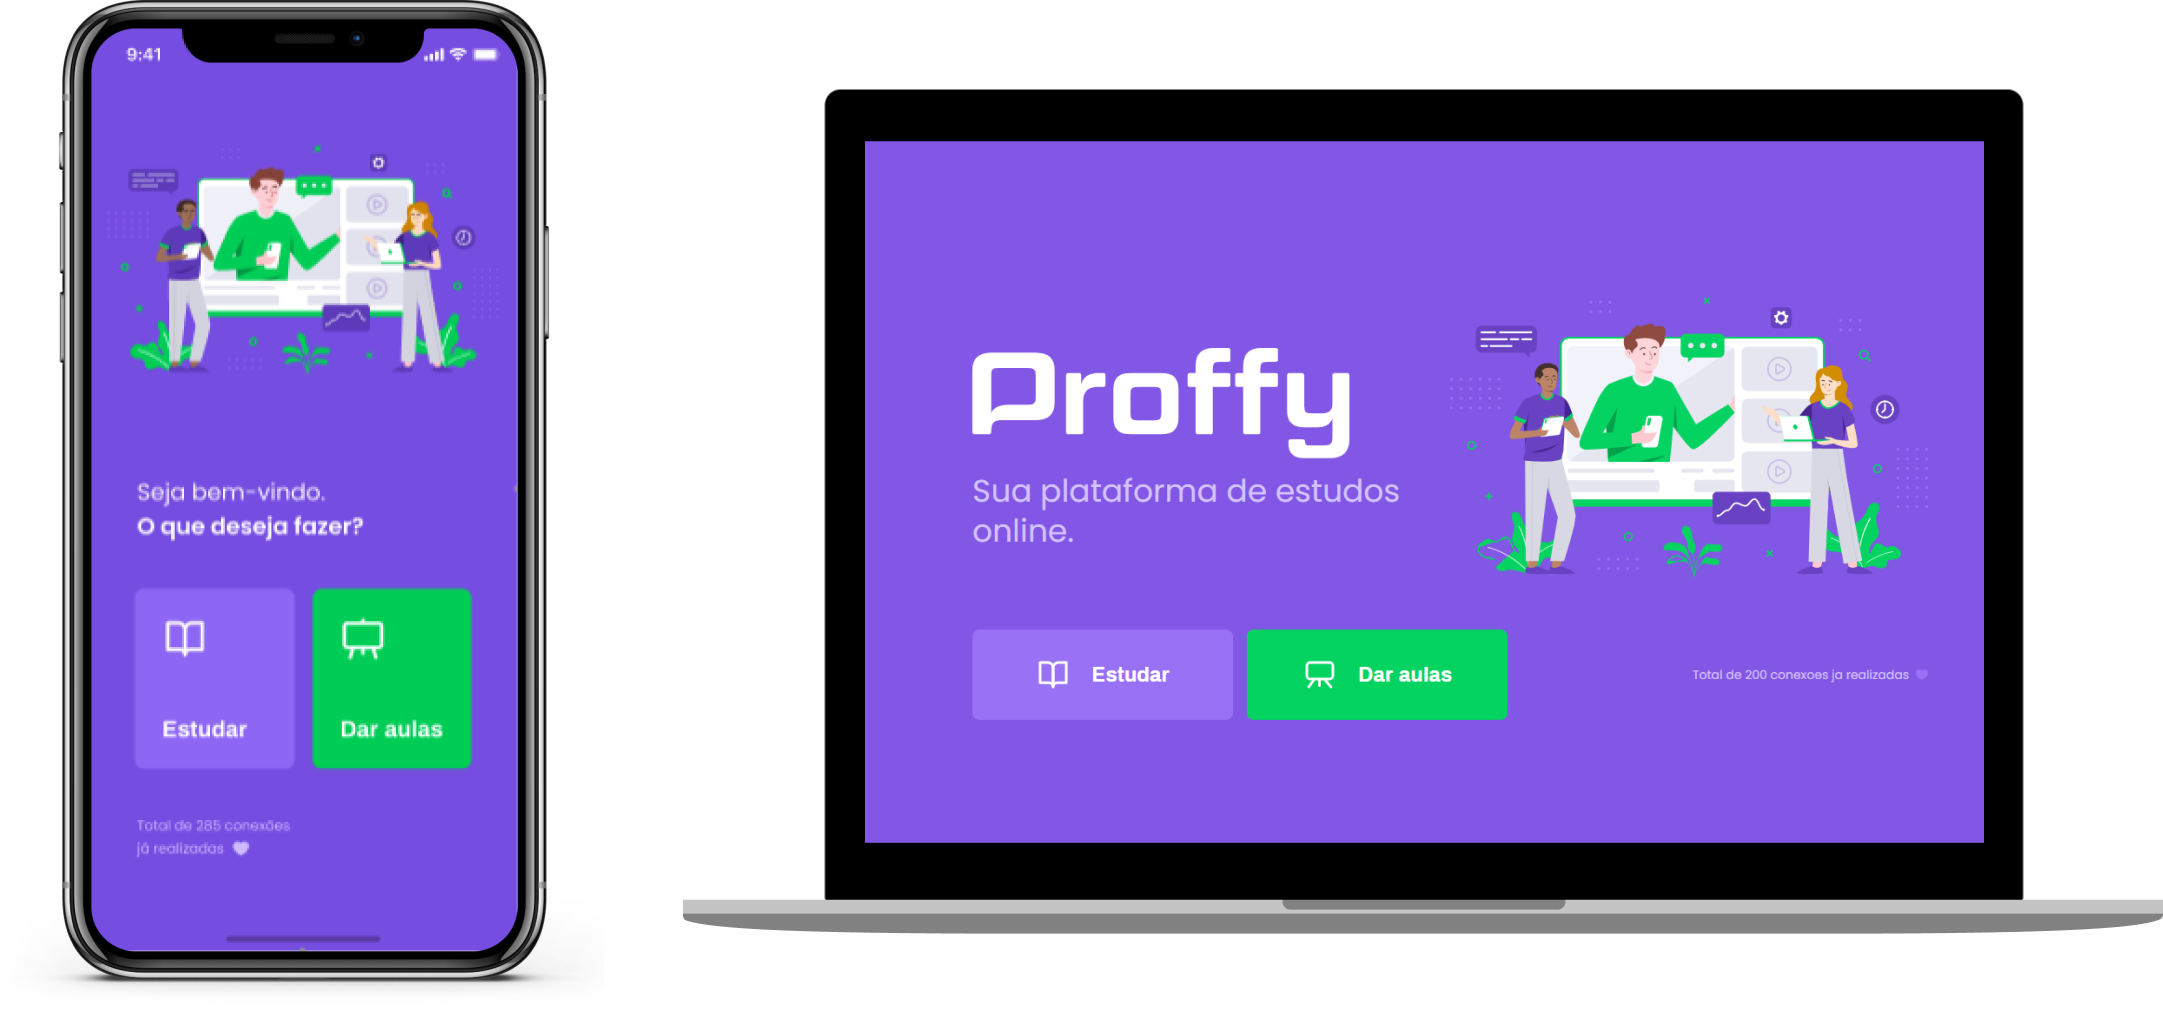 9:41
Seja bem-vindo.
O que deseja fazer?
Estudar
Dar aulas
Total de 285 conexões
já realizadas
Proffy
Sua plataforma de estudos
online.
Estudar
Dar aulas
Total de 200 conexoes ja realizadas